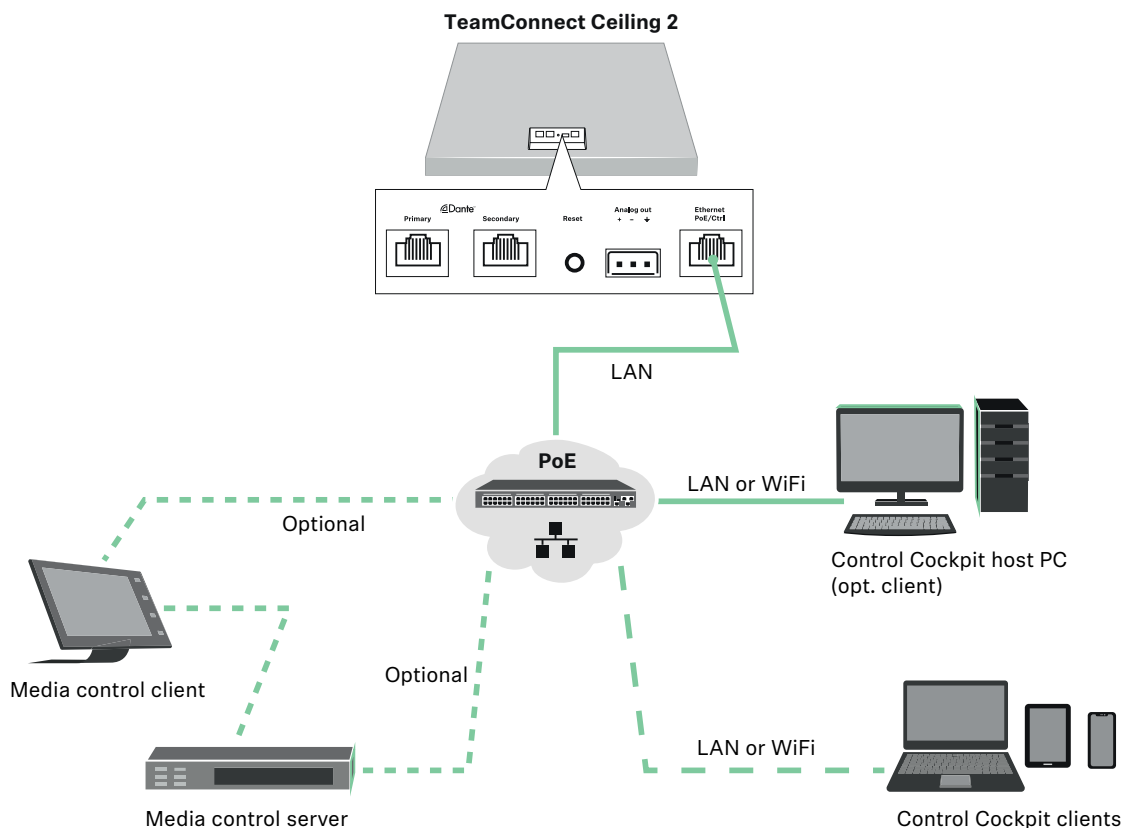 TeamConnect Ceiling 2
Dante
Primary
Secondary
Reset
Analog out
+ –
Ethernet
PoE/Ctrl
LAN
PoE
LAN or WiFi
Optional
Control Cockpit host PC
(opt. client)
Media control client
Optional
LAN or WiFi
Media control server
Control Cockpit clients